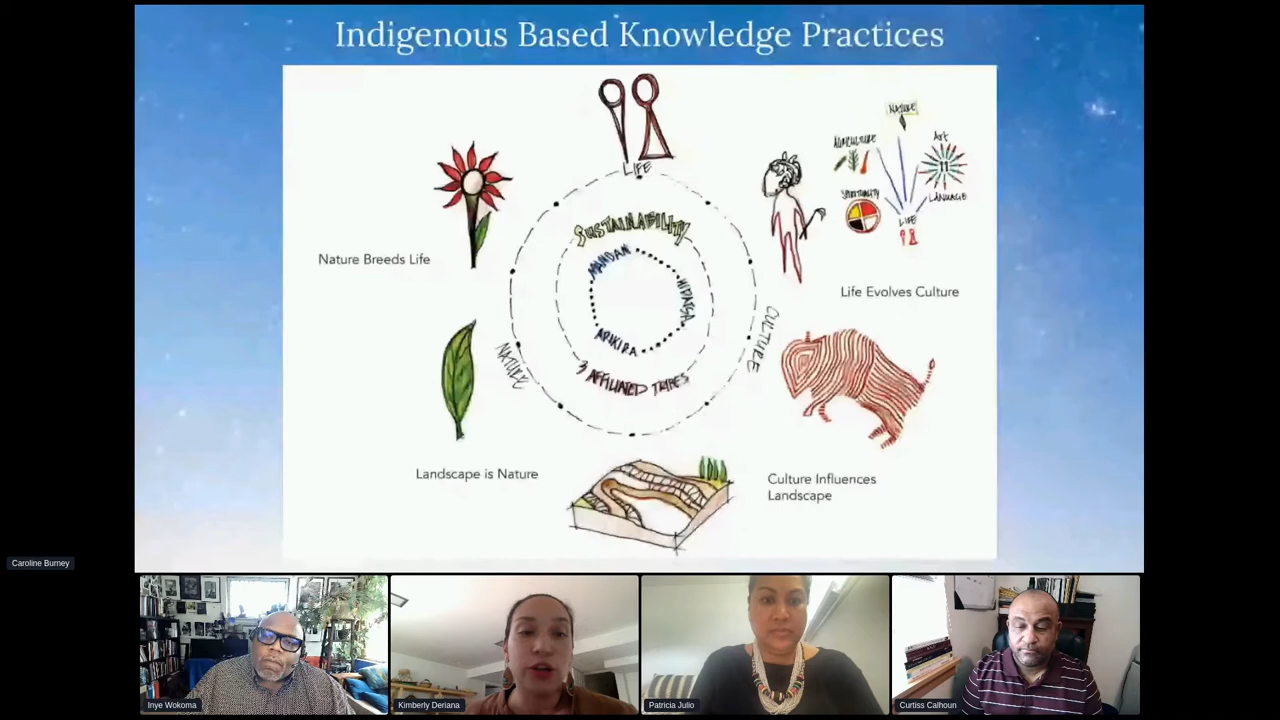 Indigenous Based Knowledge Practices
LIFE
NATURE
AGRICULTURE
ART
SPIRITUALITY
LANGUAGE
LIFE
SUSTAINABILITY
MANDAN
HIDATSA
ARIKIRA
3 AFFILIATED TRIBES
NATURE
CULTURE
Nature Breeds Life
Life Evolves Culture
Landscape is Nature
Culture Influences
Landscape
Caroline Burney
Inye Wokoma
Kimberly Deriana
Patricia Julio
Curtiss Calhoun